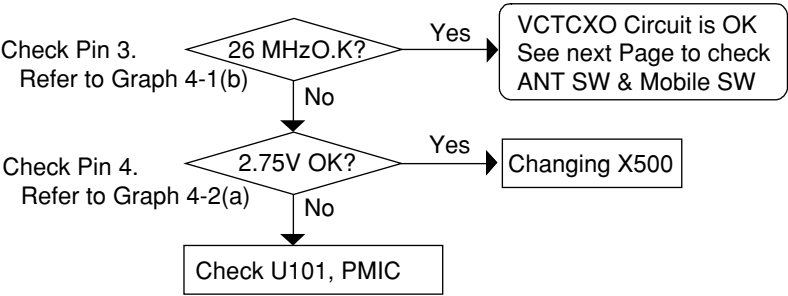 Check Pin 3.
Refer to Graph 4-1(b)
26 MHzO.K?
Yes
VCTCXO Circuit is OK
See next Page to check
ANT SW & Mobile SW
No
Check Pin 4.
Refer to Graph 4-2(a)
2.75V OK?
Yes
Changing X500
No
Check U101, PMIC